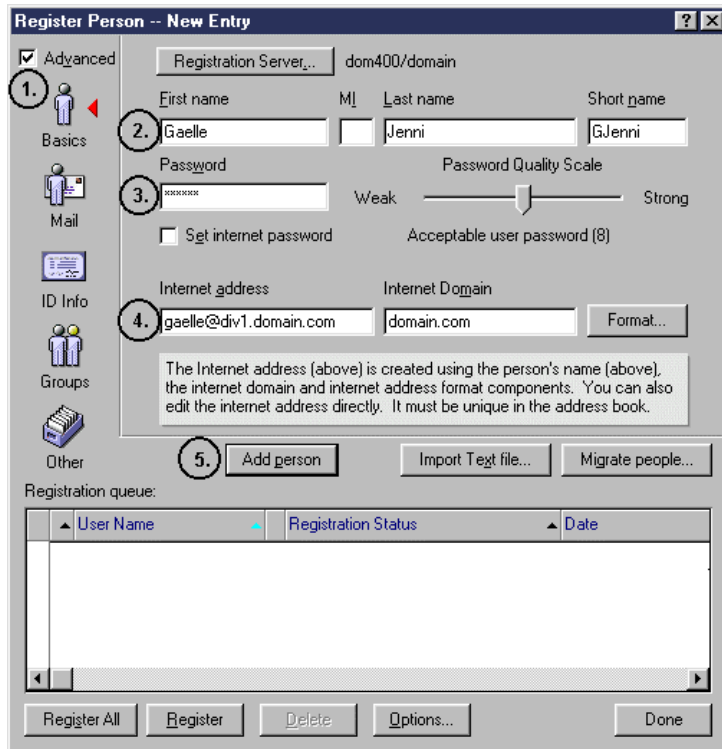 Register Person -- New Entry
Advanced
Registration Server... dom400/domain
1.
First name MI Last name Short name
2. Gaelle Jenni GJenni
Basics
Password Password Quality Scale
3. ****** Weak Strong
Mail
Set internet password Acceptable user password (8)
ID Info
Internet address Internet Domain
4. gaelle@div1.domain.com domain.com Format...
The Internet address (above) is created using the person's name (above),
the internet domain and internet address format components. You can also
edit the internet address directly. It must be unique in the address book.
Groups
Other
5. Add person Import Text file... Migrate people...
Registration queue:
User Name Registration Status Date
Register All Register Delete Options... Done